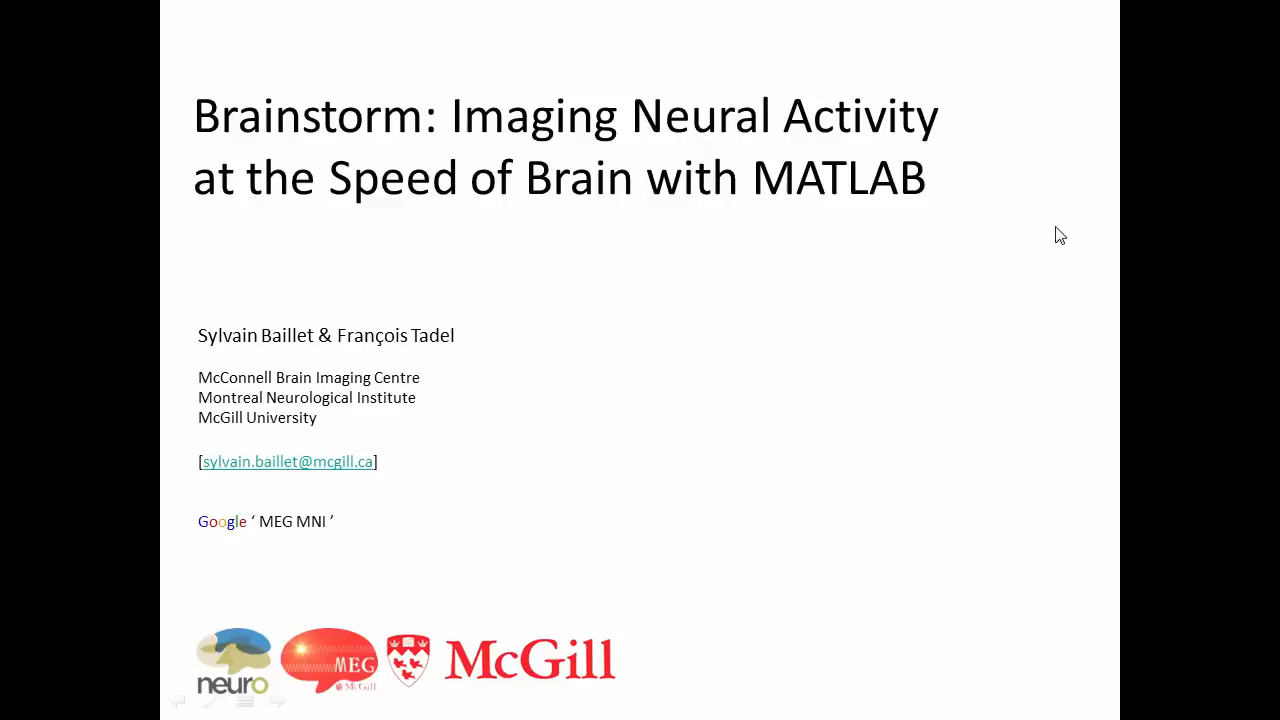 Brainstorm: Imaging Neural Activity
at the Speed of Brain with MATLAB
Sylvain Baillet & François Tadel
McConnell Brain Imaging Centre
Montreal Neurological Institute
McGill University
[sylvain.baillet@mcgill.ca]
Google ‘ MEG MNI ’
neuro
MEG
McGill
McGill